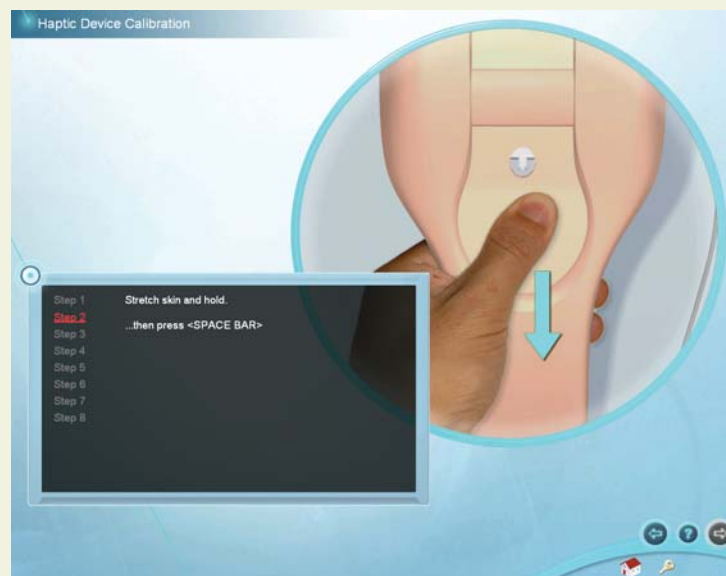 Haptic Device Calibration
Step 1
Step 2
Step 3
Step 4
Step 5
Step 6
Step 7
Step 8
Stretch skin and hold.
...then press <SPACE BAR>
?